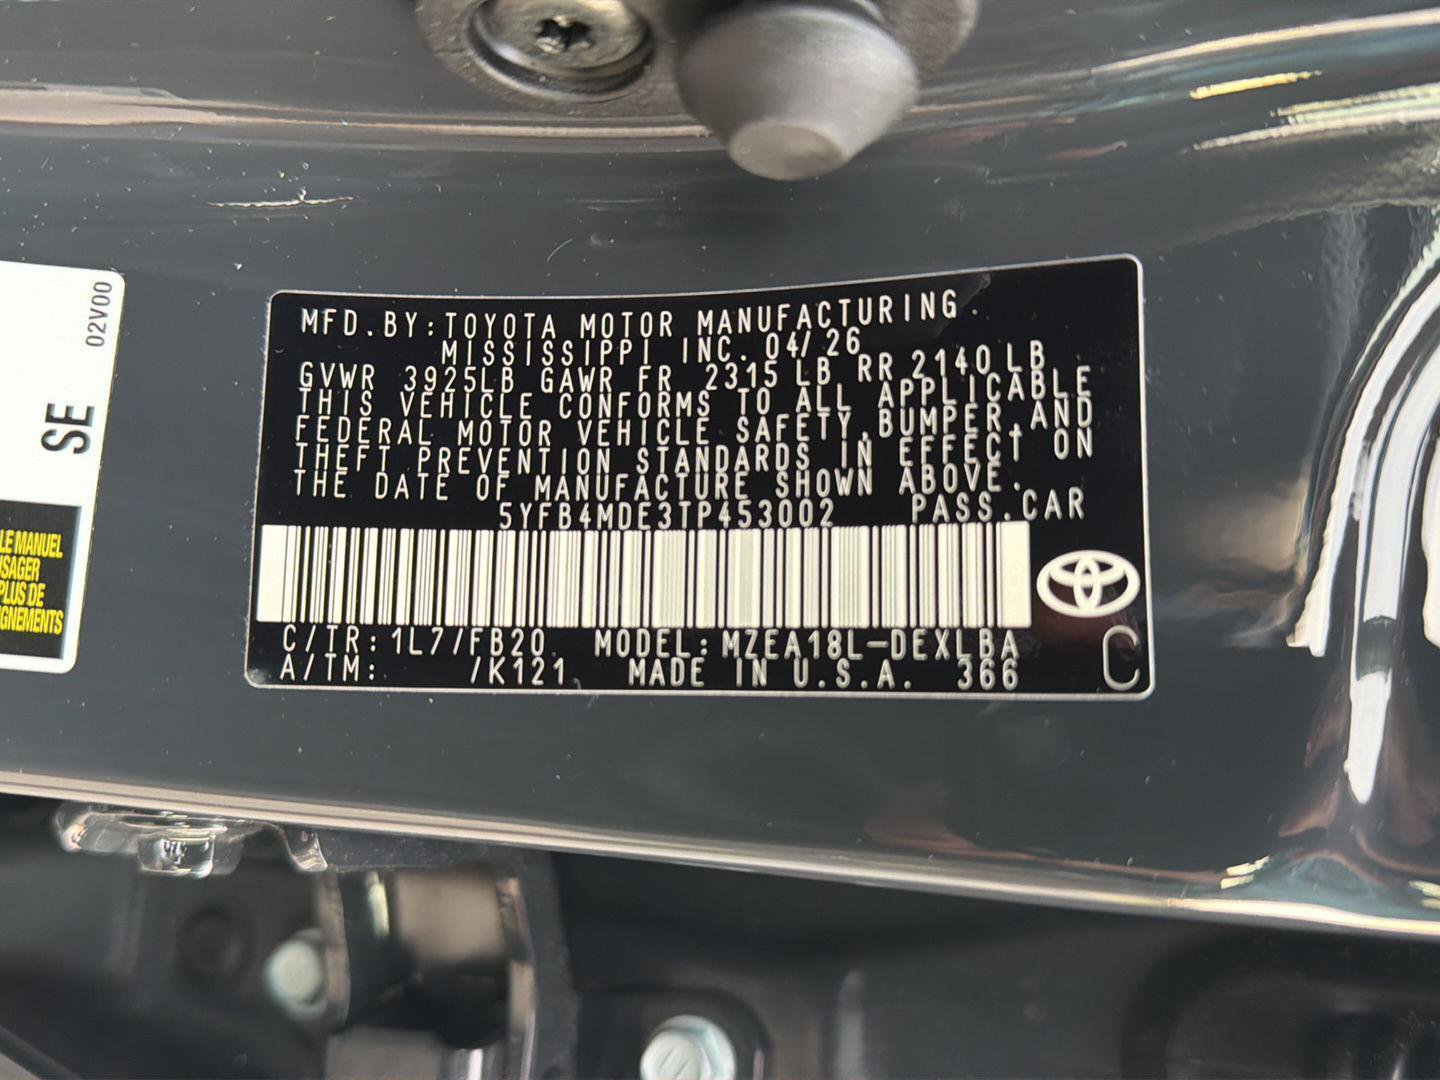 02V00
SE
LE MANUEL
PLUS DE
MFD.BY:TOYOTA MOTOR MANUFACTURING
MISSISSIPPI INC. 04/26
GVWR 3925LB GAWR FR 2315 LB RR 2140 LB
THIS VEHICLE CONFORMS TO ALL APPLICABLE
FEDERAL MOTOR VEHICLE SAFETY,BUMPER,AND
THEFT PREVENTION STANDARDS IN EFFECT ON
THE DATE OF MANUFACTURE SHOWN ABOVE.
5YFB4MDE3TP453002 PASS.CAR
C/TR:1L7/FB20 MODEL:MZEA18L-DEXLBA
A/TM: /K121 MADE IN U.S.A. 366
C